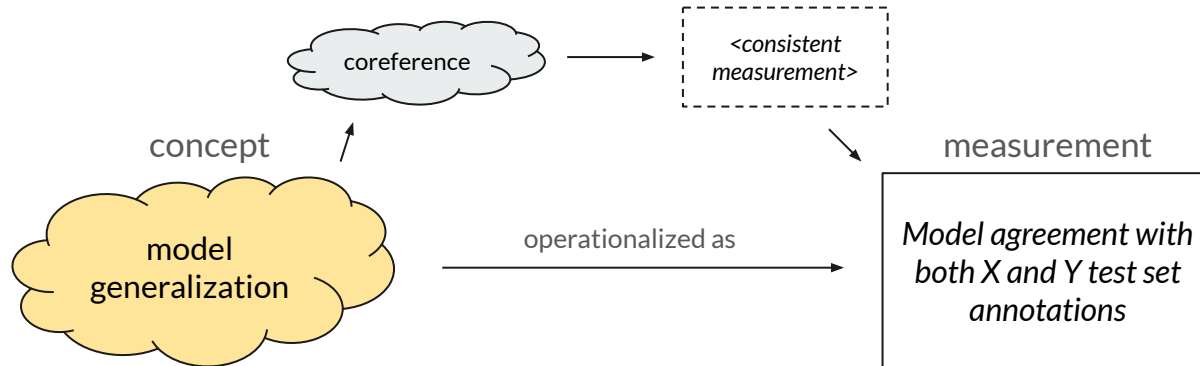 coreference
<consistent
measurement>
concept
measurement
model
generalization
operationalized as
Model agreement with
both X and Y test set
annotations